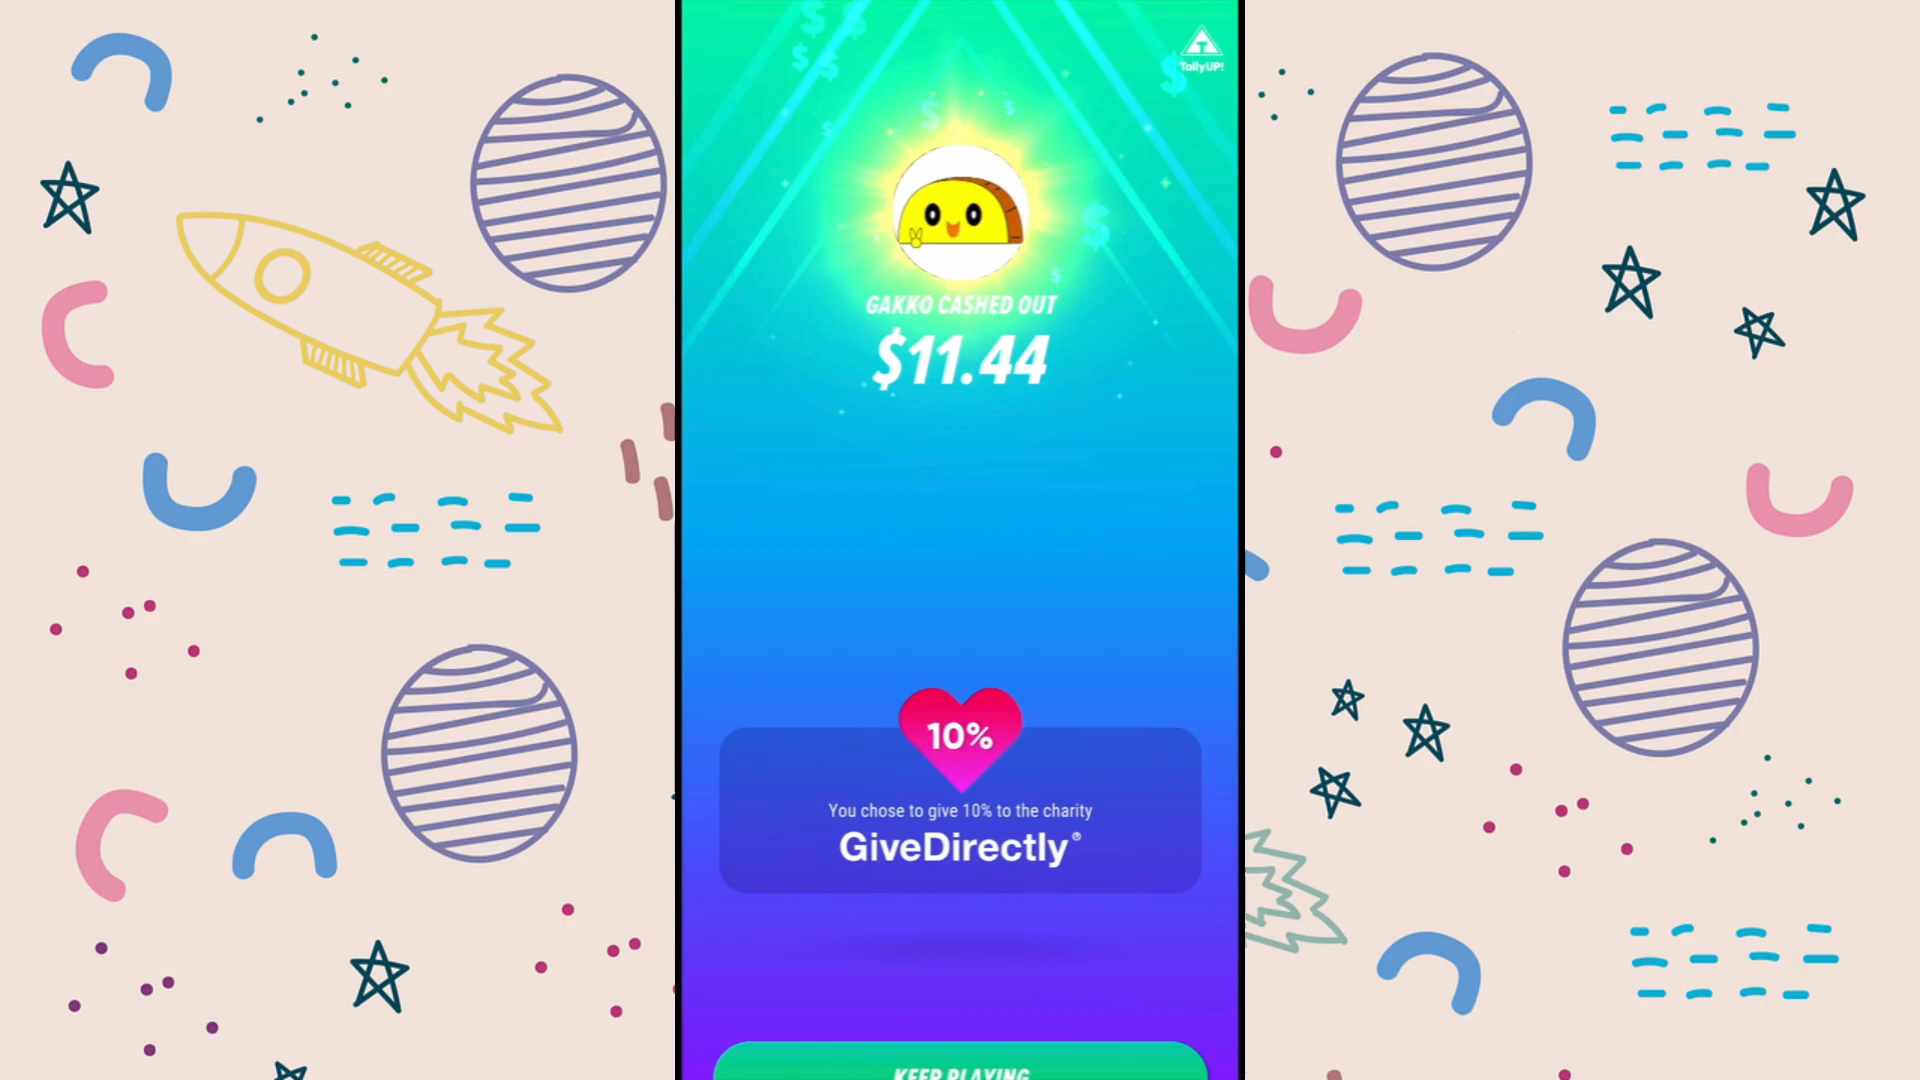 TallyUP!
GAKKO CASHED OUT
$11.44
10%
You chose to give 10% to the charity
GiveDirectly®
KEEP PLAYING